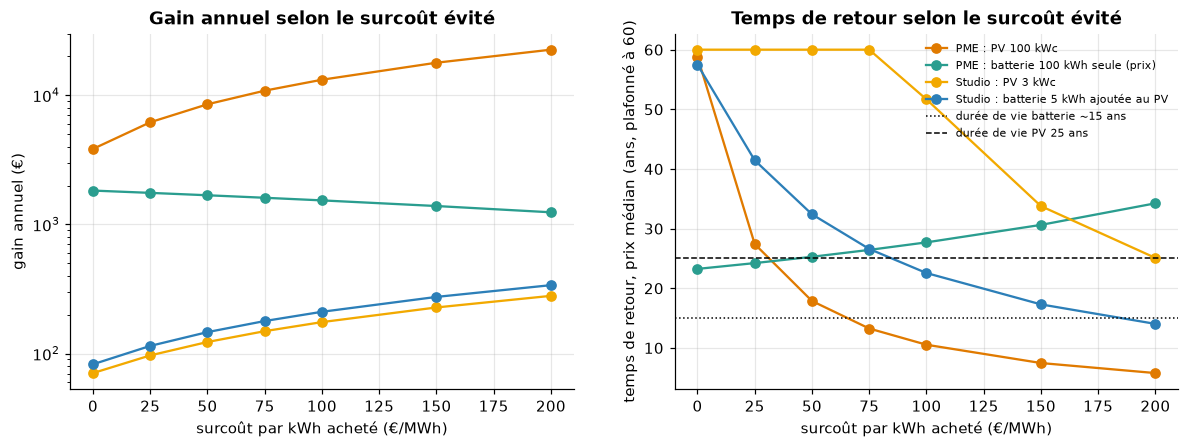 Gain annuel selon le surcoût évité
gain annuel (€)
10⁴
10³
10²
0 25 50 75 100 125 150 175 200
surcoût par kWh acheté (€/MWh)
Temps de retour selon le surcoût évité
temps de retour, prix médian (ans, plafonné à 60)
60
50
40
30
20
10
PME : PV 100 kWc
PME : batterie 100 kWh seule (prix)
Studio : PV 3 kWc
Studio : batterie 5 kWh ajoutée au PV
durée de vie batterie ~15 ans
durée de vie PV 25 ans
0 25 50 75 100 125 150 175 200
surcoût par kWh acheté (€/MWh)